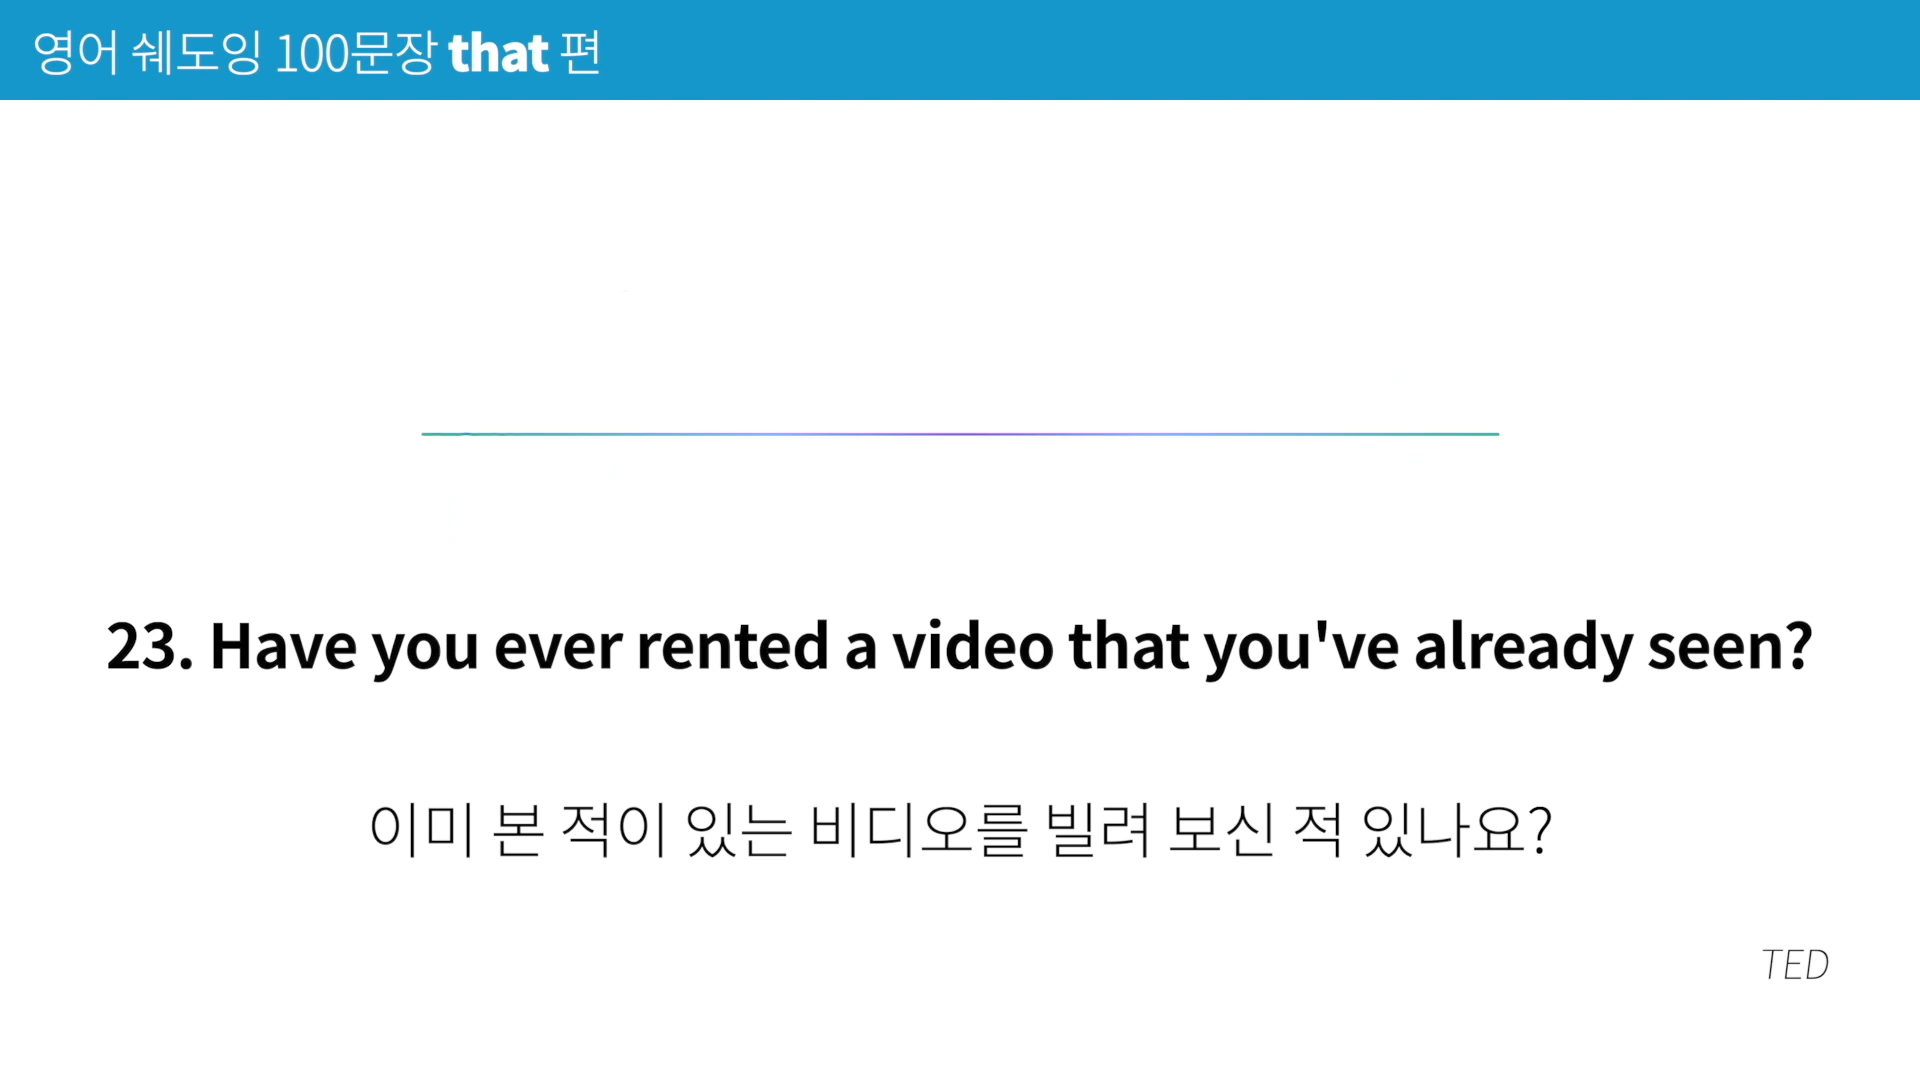 영어 쉐도잉 100문장 that 편
23. Have you ever rented a video that you've already seen?
이미 본 적이 있는 비디오를 빌려 보신 적 있나요?
TED